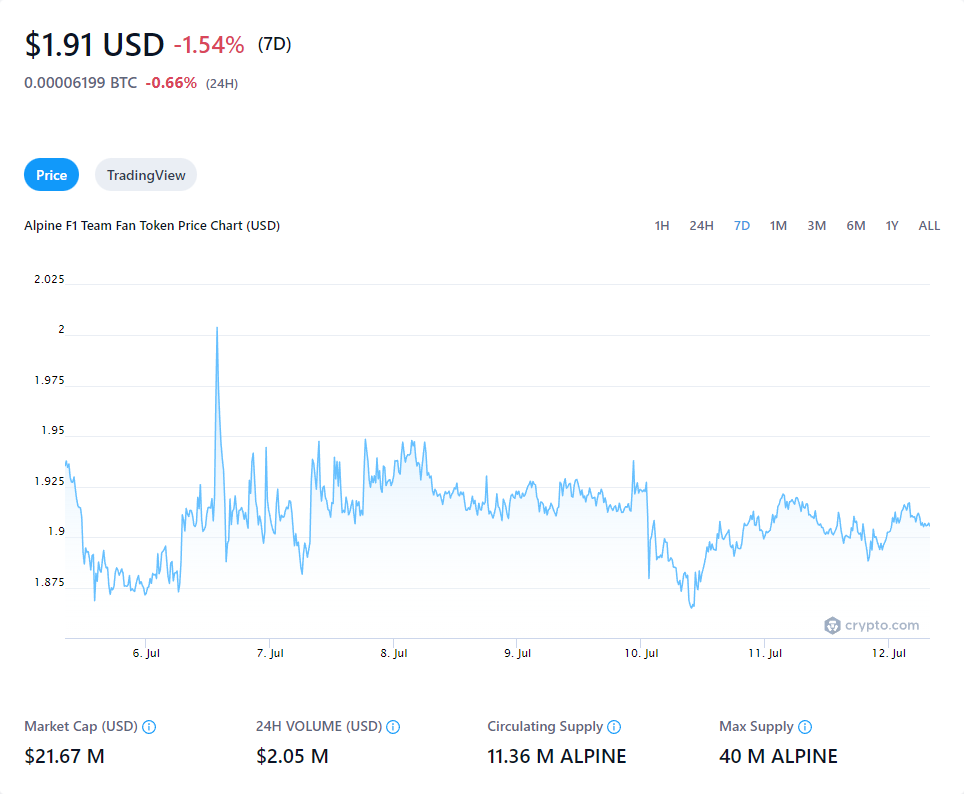 $1.91 USD -1.54% (7D)
0.00006199 BTC -0.66% (24H)
Price TradingView
Alpine F1 Team Fan Token Price Chart (USD) 1H 24H 7D 1M 3M 6M 1Y ALL
2.025
2
1.975
1.95
1.925
1.9
1.875
crypto.com
6. Jul 7. Jul 8. Jul 9. Jul 10. Jul 11. Jul 12. Jul
Market Cap (USD) 24H VOLUME (USD) Circulating Supply Max Supply
$21.67 M $2.05 M 11.36 M ALPINE 40 M ALPINE